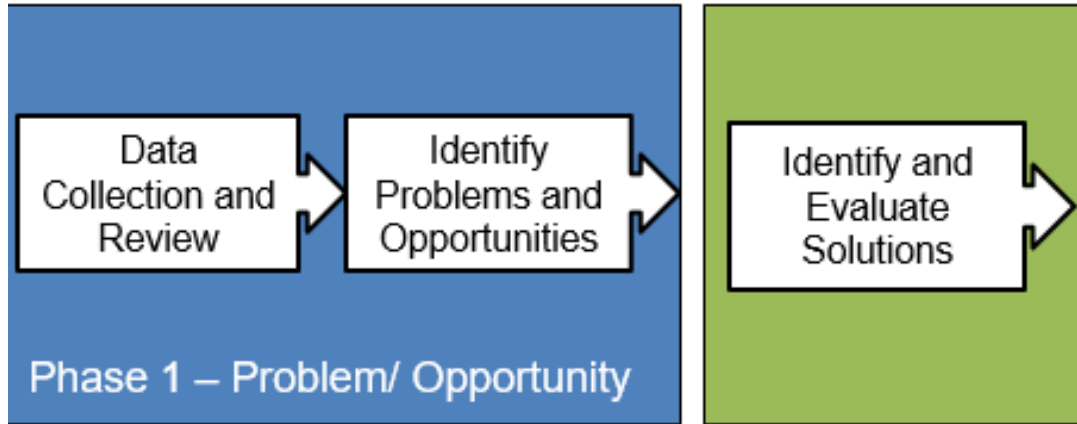 Data
Collection and
Review
Identify
Problems and
Opportunities
Identify and
Evaluate
Solutions
Phase 1 – Problem/ Opportunity